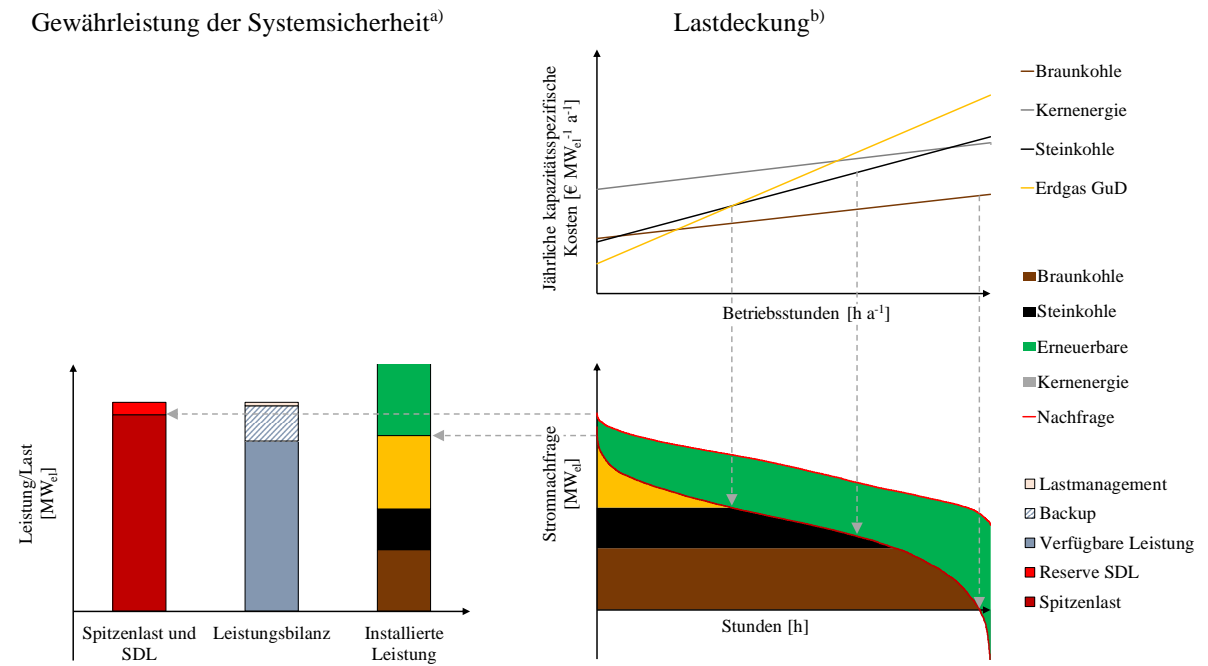 Gewährleistung der Systemsicherheit^a)
Lastdeckung^b)
Jährliche kapazitätsspezifische
Kosten [€ MW_el^-1 a^-1]
Betriebsstunden [h a^-1]
Braunkohle
Kernenergie
Steinkohle
Erdgas GuD
Braunkohle
Steinkohle
Erneuerbare
Kernenergie
Nachfrage
Leistung/Last
[MW_el]
Spitzenlast und
SDL
Leistungsbilanz
Installierte
Leistung
Stromnachfrage
[MW_el]
Stunden [h]
Lastmanagement
Backup
Verfügbare Leistung
Reserve SDL
Spitzenlast